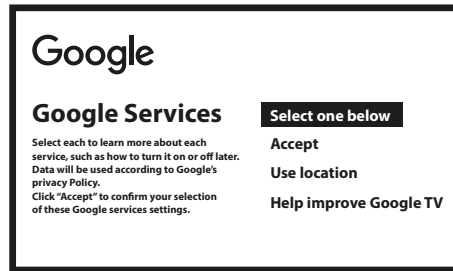 Google
Google Services
Select each to learn more about each
service, such as how to turn it on or off later.
Data will be used according to Google's
privacy Policy.
Click “Accept” to confirm your selection
of these Google services settings.
Select one below
Accept
Use location
Help improve Google TV